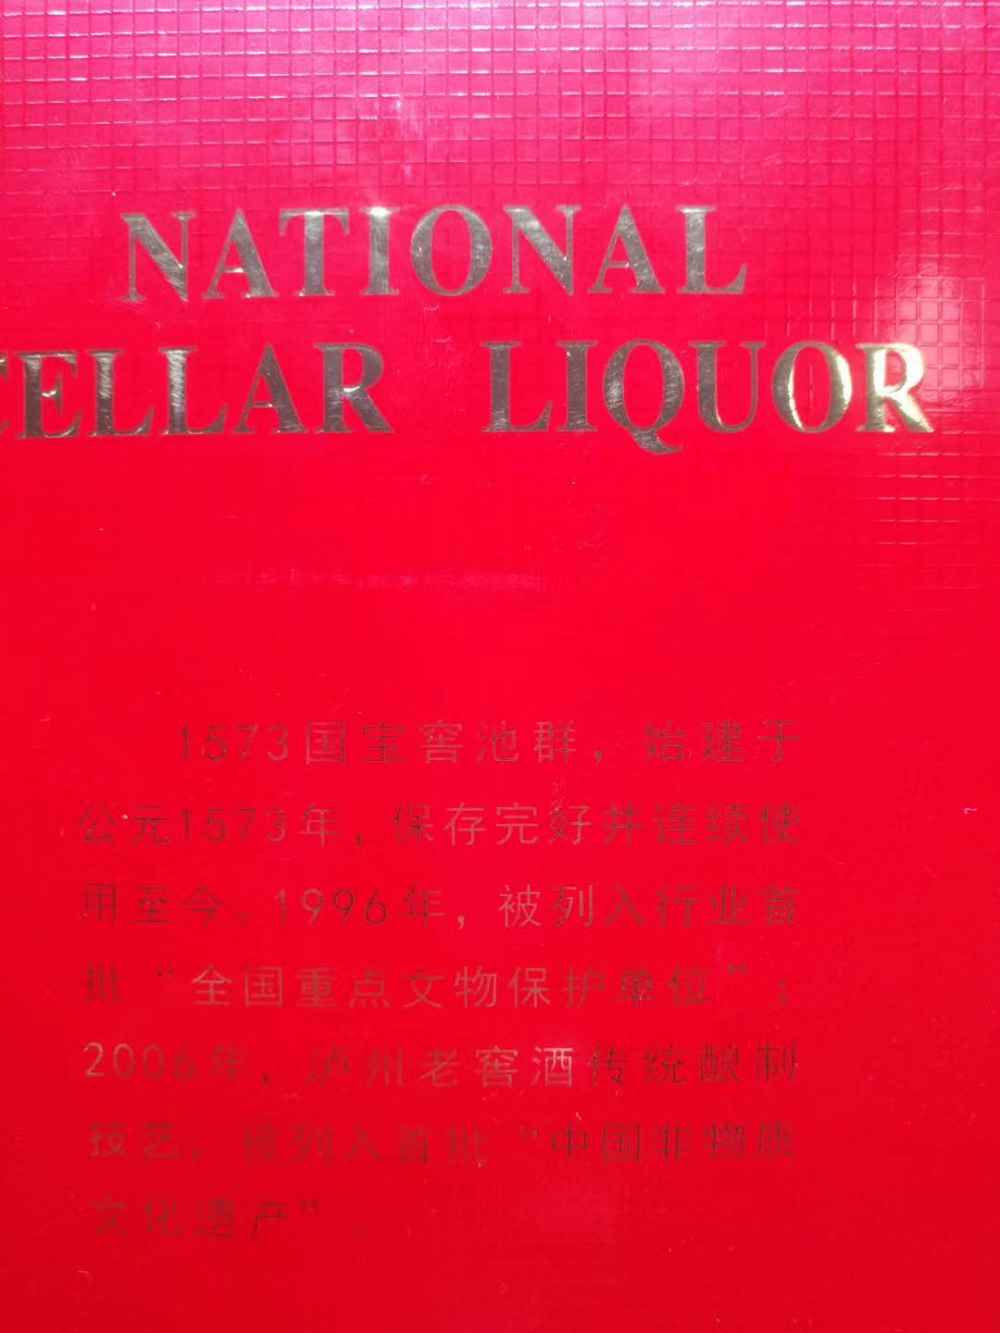 NATIONAL
CELLAR LIQUOR
1573国宝窖池群，始建于
公元1573年，保存完好并连续使
用至今。1996年，被列入行业首
批“全国重点文物保护单位”；
2006年，泸州老窖酒传统酿制
技艺，被列入首批“中国非物质
文化遗产”。